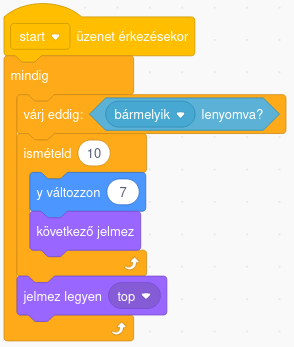 start üzenet érkezésekor
mindig
várj eddig: bármelyik lenyomva?
ismételd 10
y változzon 7
következő jelmez
jelmez legyen top